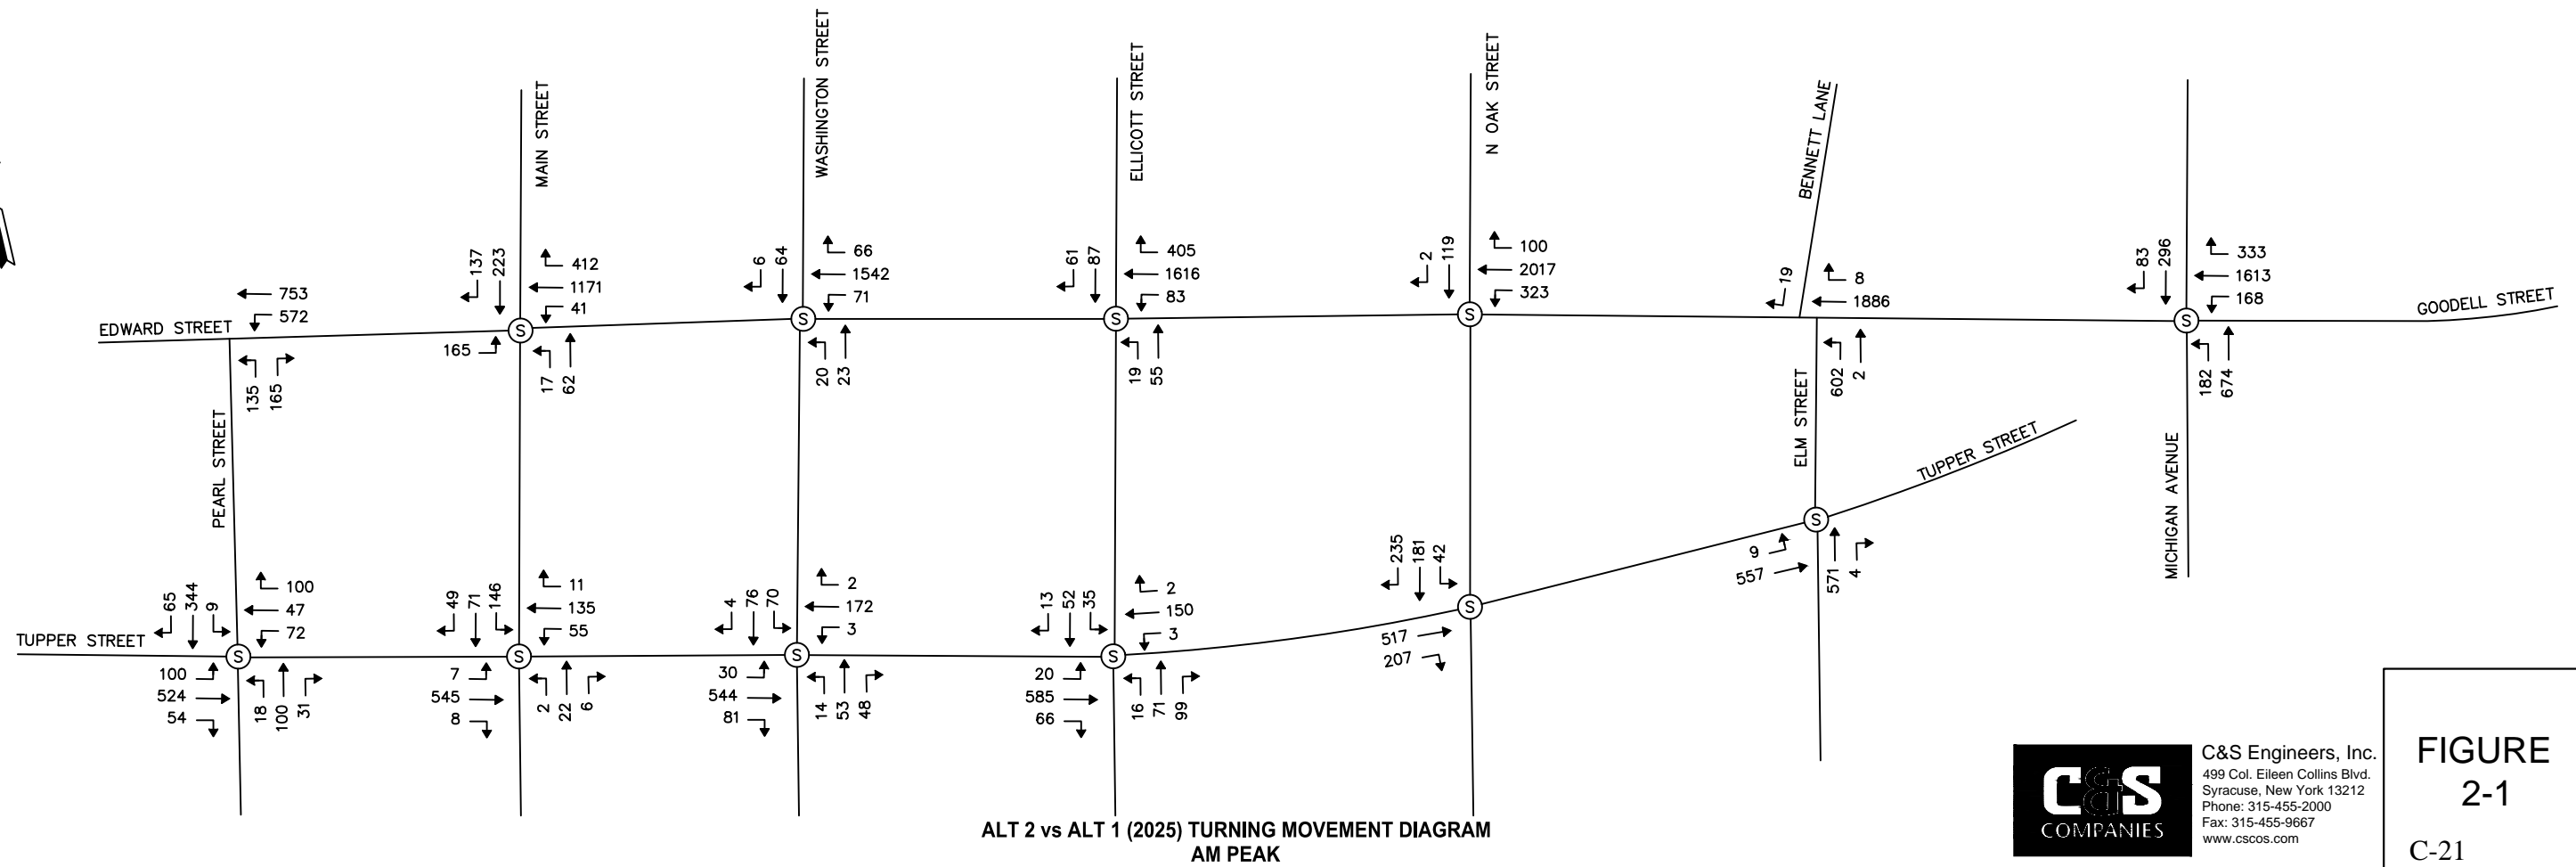 WASHINGTON STREET
MAIN STREET
ELLICOTT STREET
N OAK STREET
BENNETT LANE
753
572
EDWARD STREET
135
165
137
223
412
1171
41
S
165
17
62
6
64
66
1542
71
S
20
23
61
87
405
1616
83
S
19
55
2
119
100
2017
323
S
19
8
1886
602
2
83
296
333
1613
168
S
182
674
GOODELL STREET
PEARL STREET
ELM STREET
MICHIGAN AVENUE
TUPPER STREET
65
344
9
100
47
72
TUPPER STREET
S
100
524
54
18
100
31
49
71
146
11
135
55
S
7
545
8
2
22
6
4
76
70
2
172
3
S
30
544
81
14
53
48
13
52
35
2
150
3
S
20
585
66
16
71
99
235
181
42
S
517
207
S
9
557
571
4
ALT 2 vs ALT 1 (2025) TURNING MOVEMENT DIAGRAM
AM PEAK
C&S
COMPANIES
C&S Engineers, Inc.
499 Col. Eileen Collins Blvd.
Syracuse, New York 13212
Phone: 315-455-2000
Fax: 315-455-9667
www.cscos.com
FIGURE
2-1
C-21